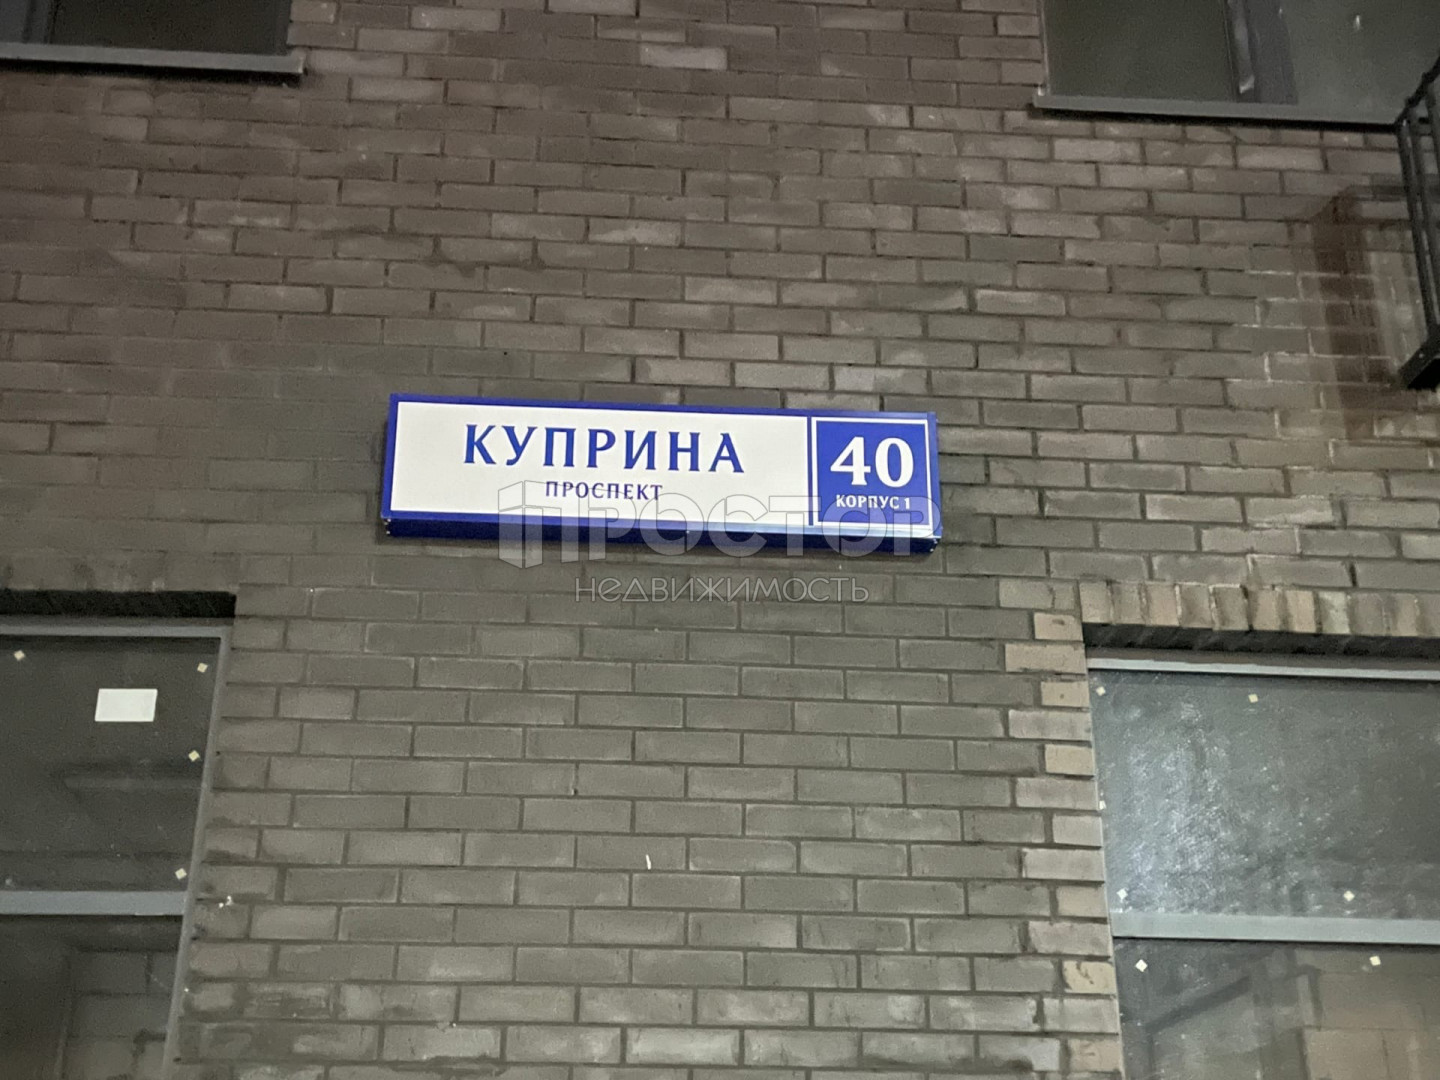 КУПРИНА
ПРОСПЕКТ
40
КОРПУС 1
ПРОСТОР
НЕДВИЖИМОСТЬ